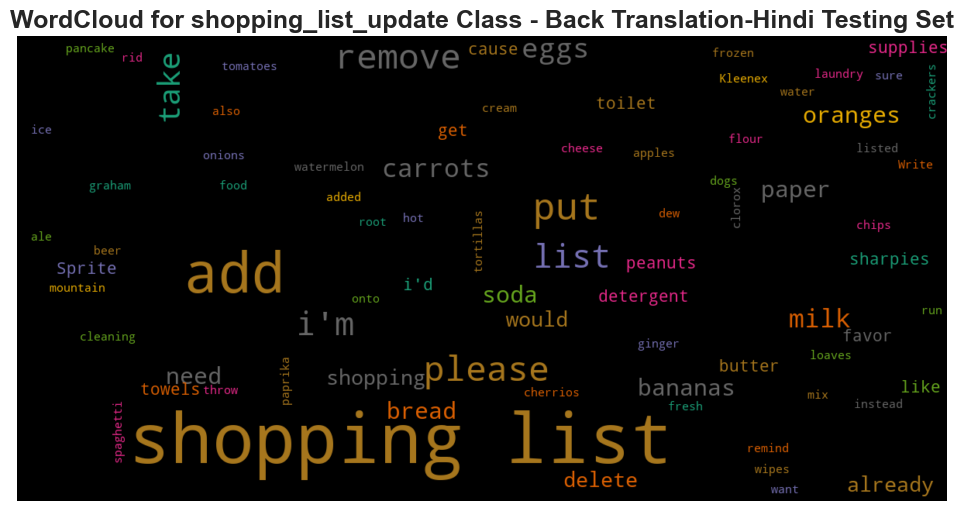 WordCloud for shopping_list_update Class - Back Translation-Hindi Testing Set
pancake
rid
take
tomatoes
remove
cause
eggs
frozen
supplies
Kleenex
laundry
sure
crackers
water
also
cream
toilet
oranges
ice
get
flour
onions
cheese
apples
listed
Write
watermelon
carrots
graham
food
added
dogs
paper
clorox
root
hot
tortillas
put
dew
chips
ale
beer
Sprite
mountain
add
list
peanuts
sharpies
i'd
onto
soda
detergent
i'm
would
milk
run
cleaning
favor
ginger
loaves
need
towels
throw
paprika
shopping
please
butter
bananas
like
cherrios
fresh
mix
instead
spaghetti
bread
shopping list
remind
delete
wipes
want
already